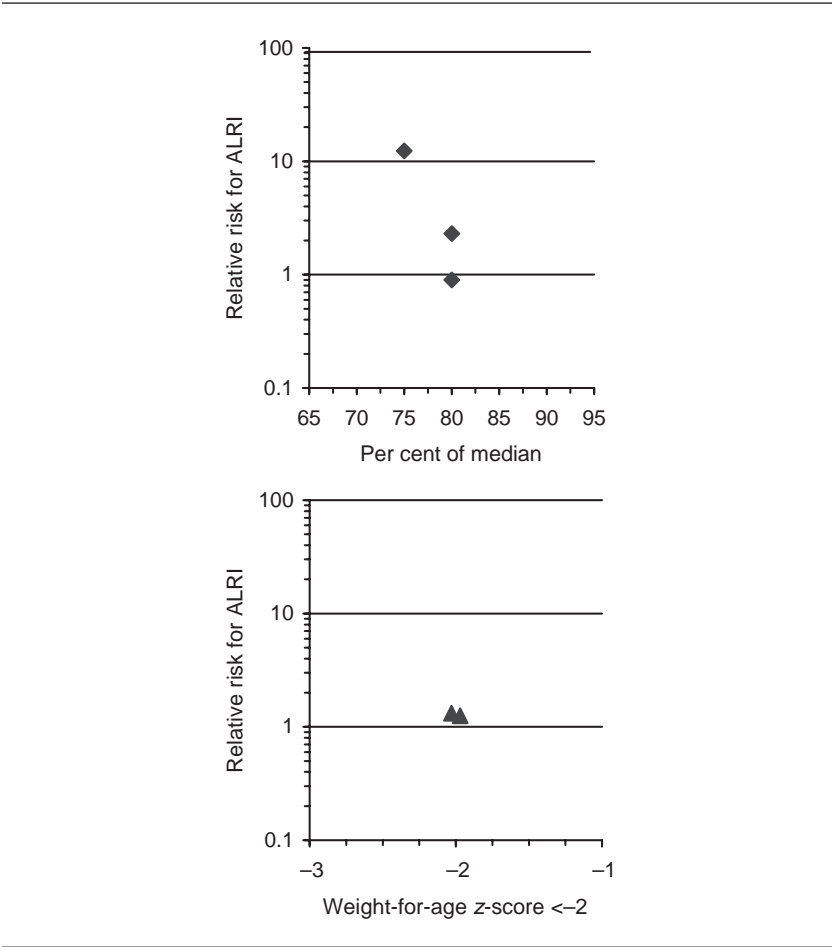 100
10
1
0.1
Relative risk for ALRI
65 70 75 80 85 90 95
Per cent of median
100
10
1
0.1
Relative risk for ALRI
–3 –2 –1
Weight-for-age z-score <–2